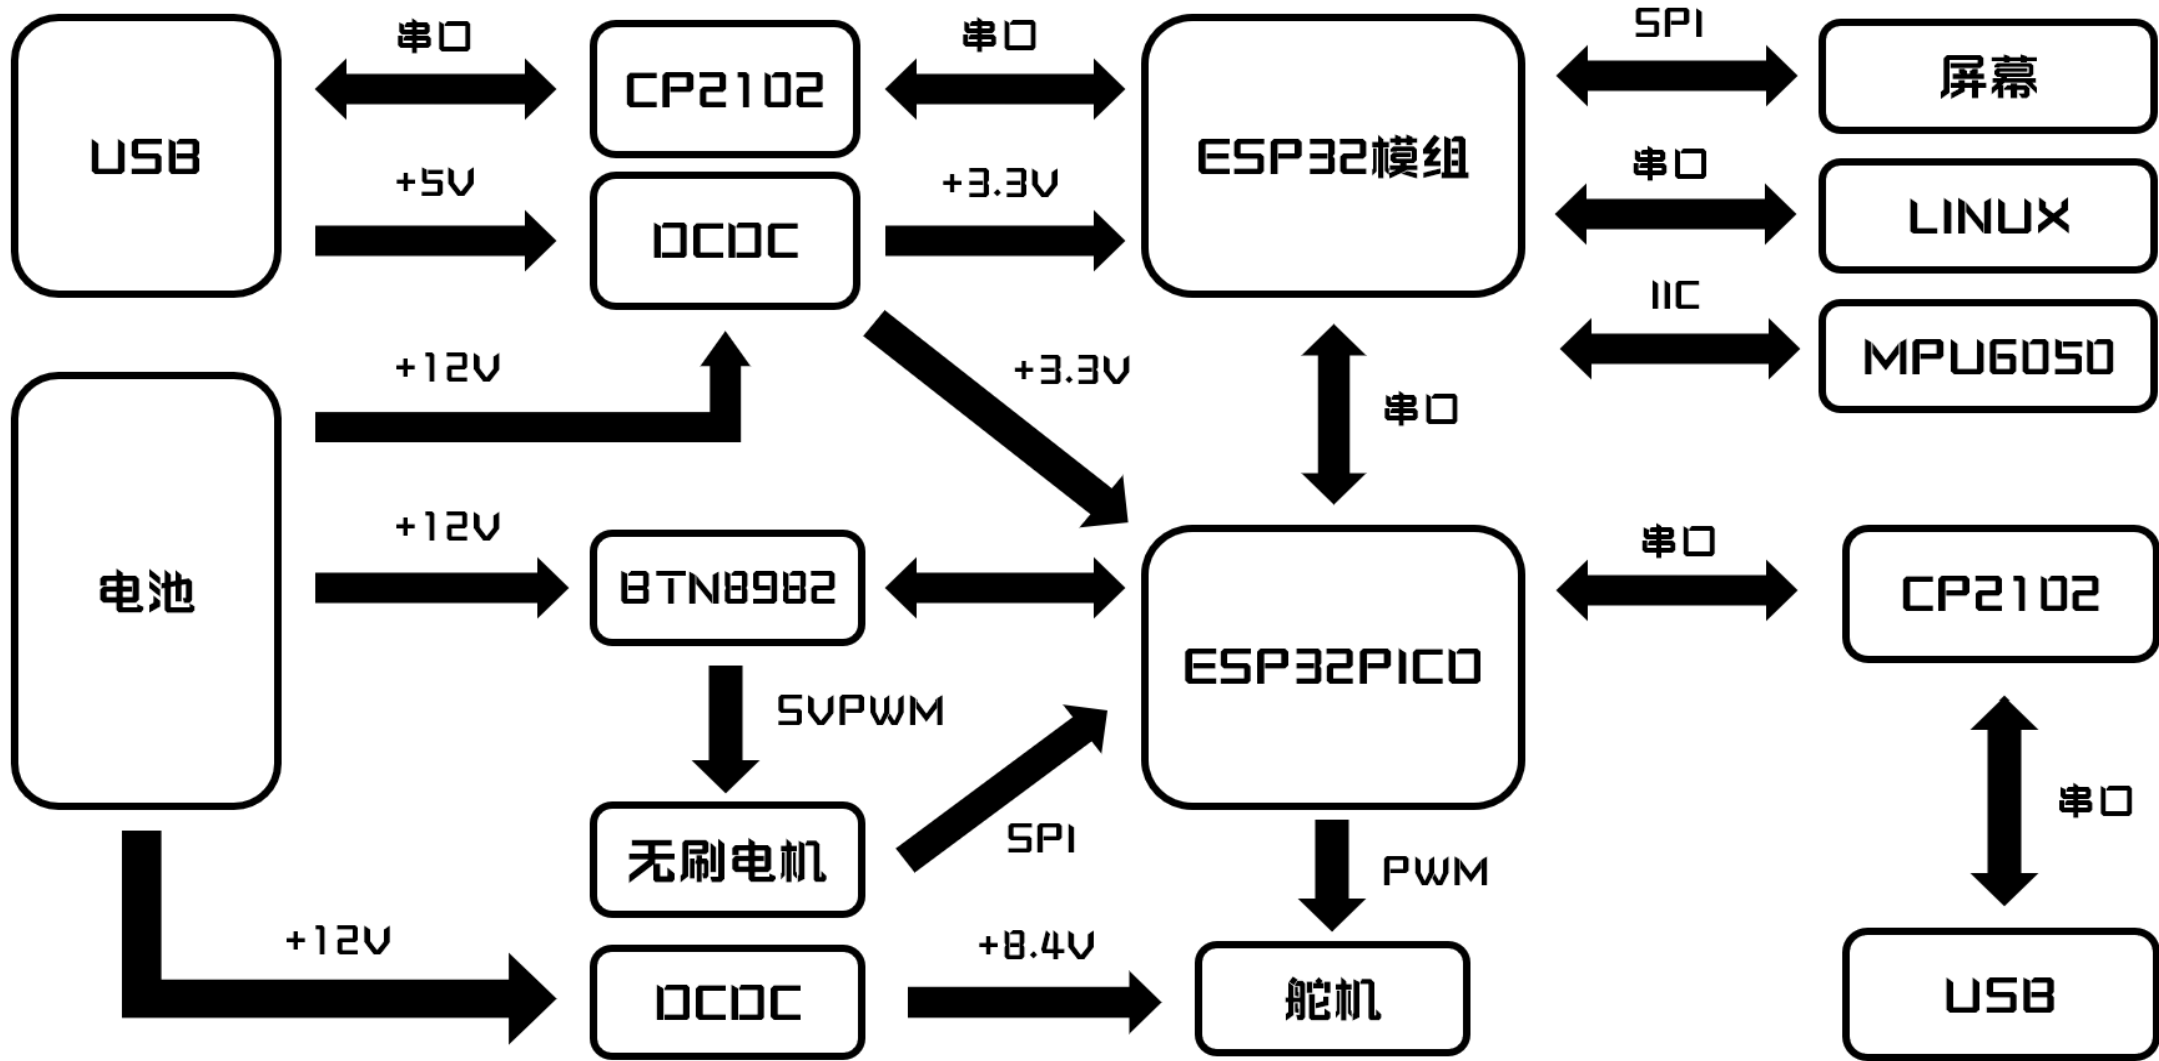 USB
串口
CP2102
串口
+5V
DCDC
+3.3V
ESP32模组
SPI
屏幕
串口
LINUX
IIC
MPU6050
+12V
+3.3V
串口
电池
+12V
BTN8982
ESP32PICO
串口
CP2102
SVPWM
无刷电机
SPI
PWM
串口
+12V
DCDC
+8.4V
舵机
USB